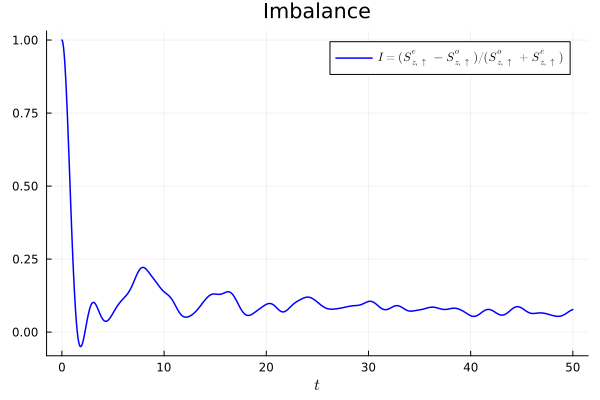 Imbalance
I = (S^e_{z,↑} − S^o_{z,↑})/(S^o_{z,↑} + S^e_{z,↑})
1.00
0.75
0.50
0.25
0.00
0 10 20 30 40 50
t